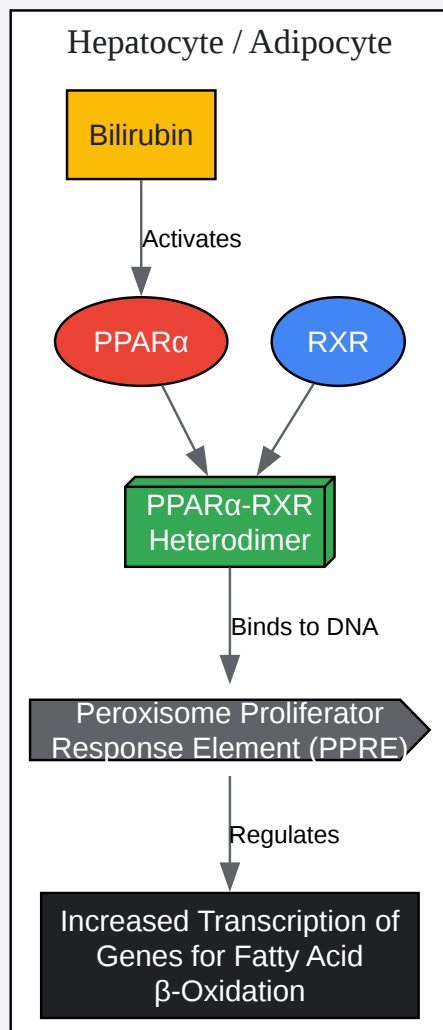 Hepatocyte / Adipocyte
Bilirubin
Activates
PPARα
RXR
PPARα-RXR
Heterodimer
Binds to DNA
Peroxisome Proliferator
Response Element (PPRE)
Regulates
Increased Transcription of
Genes for Fatty Acid
β-Oxidation